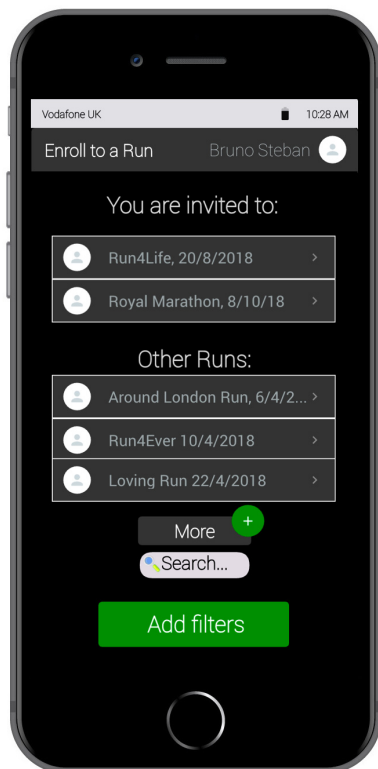 Vodafone UK 10:28 AM
Enroll to a Run Bruno Steban
You are invited to:
Run4Life, 20/8/2018
Royal Marathon, 8/10/18
Other Runs:
Around London Run, 6/4/2...
Run4Ever 10/4/2018
Loving Run 22/4/2018
More +
Search...
Add filters